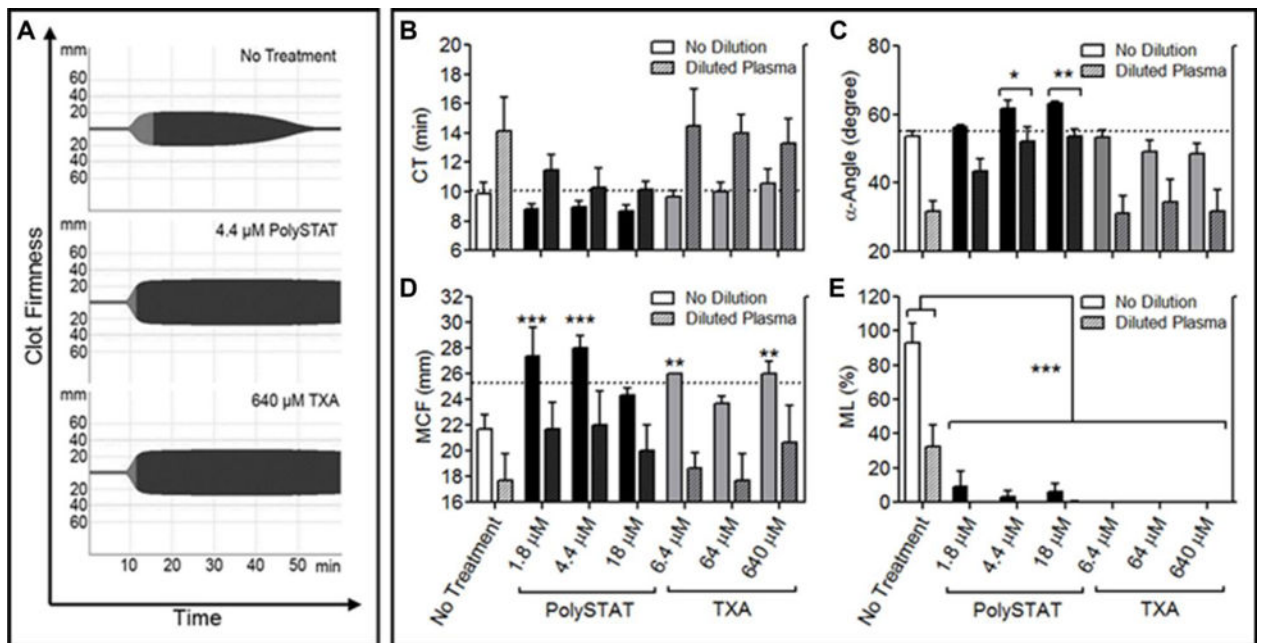 A
Clot Firmness
mm
60
40
20
20
40
60
No Treatment
mm
60
40
20
20
40
60
4.4 µM PolySTAT
mm
60
40
20
20
40
60
640 µM TXA
10 20 30 40 50 min
Time
B
CT (min)
20
18
16
14
12
10
8
6
No Dilution
Diluted Plasma
C
α-Angle (degree)
80
60
40
20
No Dilution
Diluted Plasma
* **
D
MCF (mm)
32
30
28
26
24
22
20
18
16
No Dilution
Diluted Plasma
*** *** ** **
No Treatment
1.8 µM
4.4 µM
18 µM
6.4 µM
64 µM
640 µM
PolySTAT TXA
E
ML (%)
120
100
80
60
40
20
0
No Dilution
Diluted Plasma
***
No Treatment
1.8 µM
4.4 µM
18 µM
6.4 µM
64 µM
640 µM
PolySTAT TXA